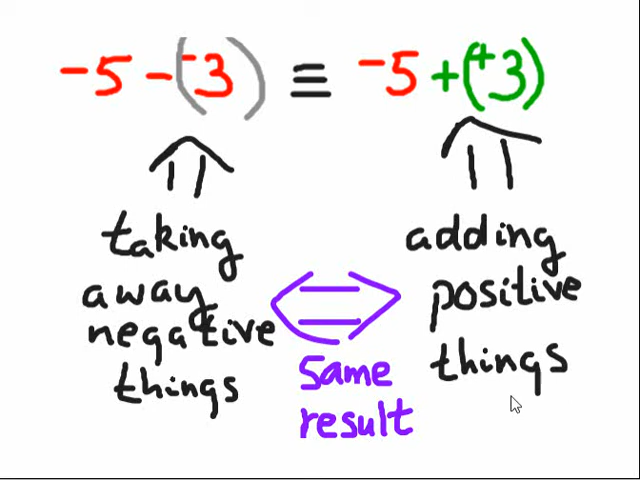 -5 -(-3) ≡ -5 +(+3)
taking
away
negative
things
same
result
adding
positive
things